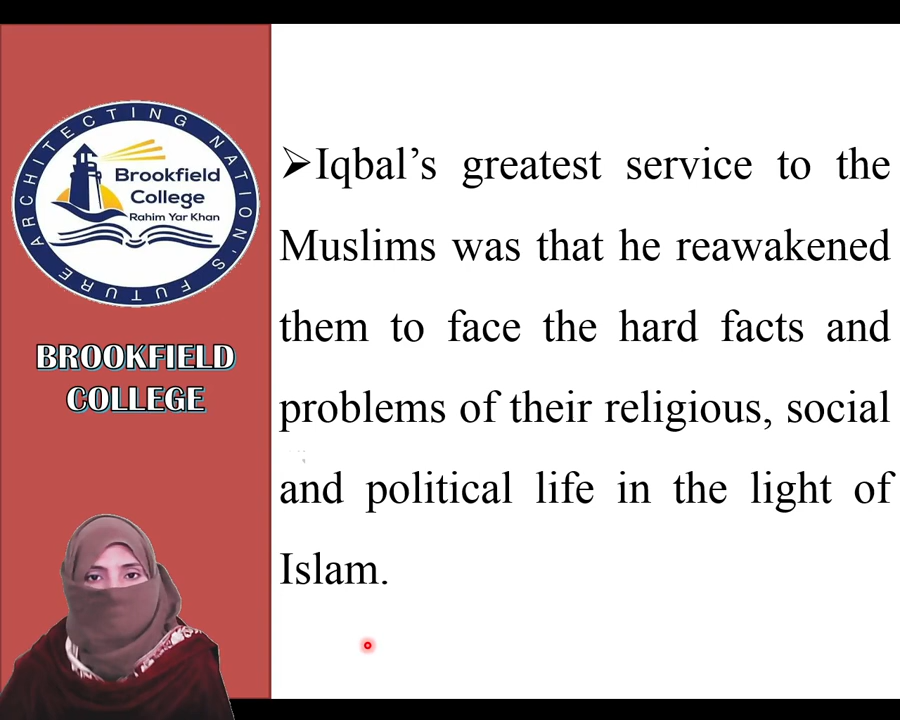 ARCHITECTING NATION'S FUTURE
Brookfield
College
Rahim Yar Khan
BROOKFIELD
COLLEGE
➢Iqbal’s greatest service to the
Muslims was that he reawakened
them to face the hard facts and
problems of their religious, social
and political life in the light of
Islam.